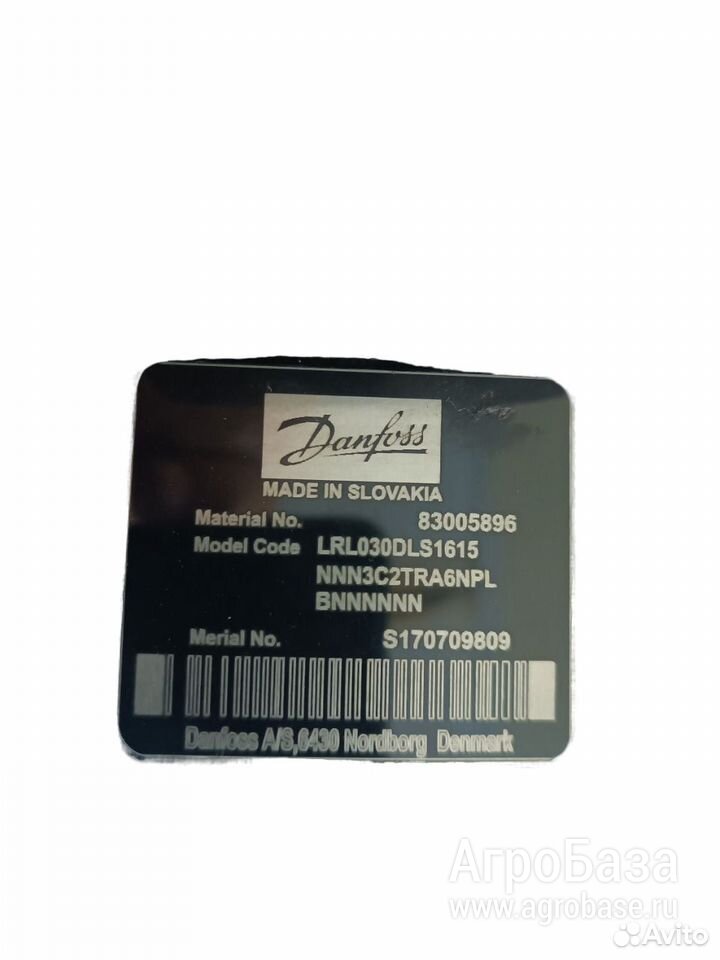 Danfoss
MADE IN SLOVAKIA
Material No. 83005896
Model Code LRL030DLS1615
NNN3C2TRA6NPL
BNNNNNN
Merial No. S170709809
Danfoss A/S,6430 Nordborg Denmark
АгроБаза
www.agrobase.ru
Avito